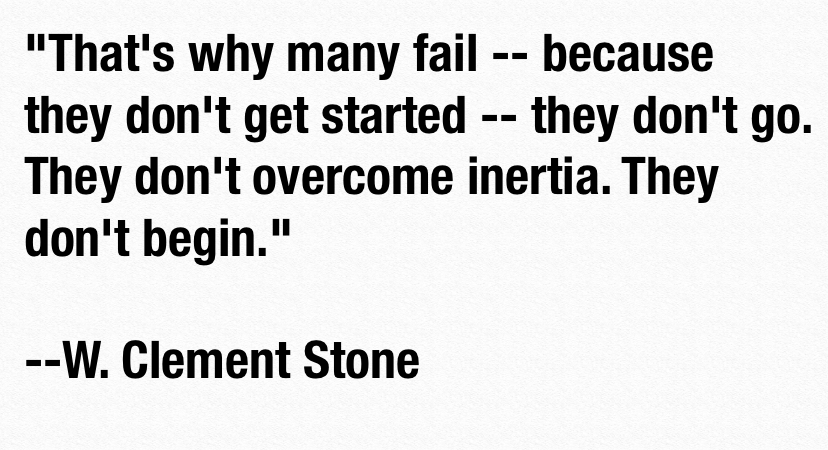 "That's why many fail -- because
they don't get started -- they don't go.
They don't overcome inertia. They
don't begin."
--W. Clement Stone